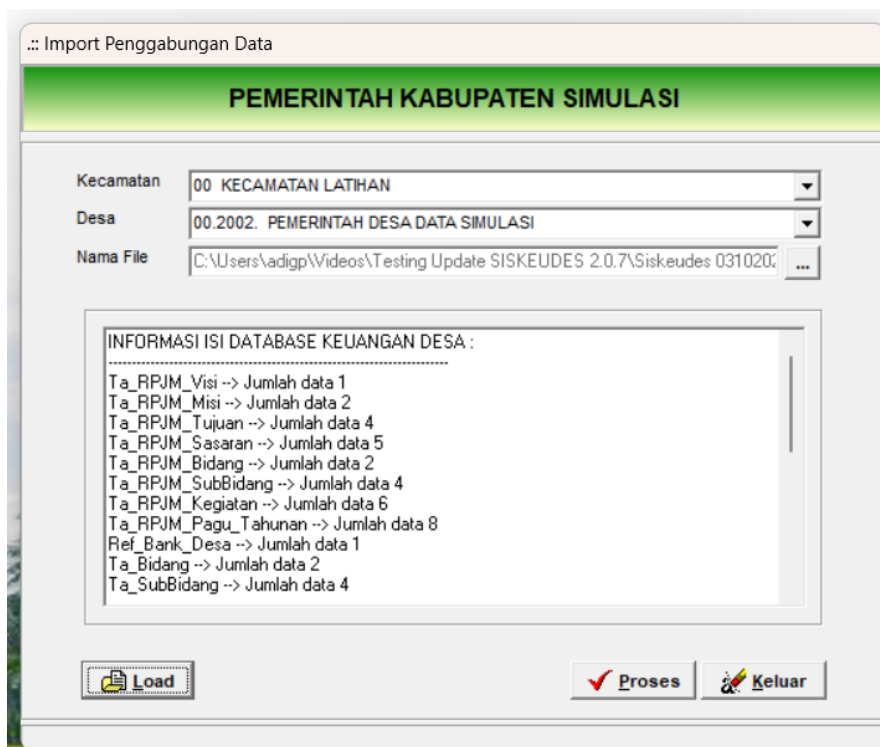 .:: Import Penggabungan Data
PEMERINTAH KABUPATEN SIMULASI
Kecamatan 00 KECAMATAN LATIHAN
Desa 00.2002. PEMERINTAH DESA DATA SIMULASI
Nama File C:\Users\adigp\Videos\Testing Update SISKEUDES 2.0.7\Siskeudes 0310202 ...
INFORMASI ISI DATABASE KEUANGAN DESA :
--------------------------------------------------------------------------
Ta_RPJM_Visi --> Jumlah data 1
Ta_RPJM_Misi --> Jumlah data 2
Ta_RPJM_Tujuan --> Jumlah data 4
Ta_RPJM_Sasaran --> Jumlah data 5
Ta_RPJM_Bidang --> Jumlah data 2
Ta_RPJM_SubBidang --> Jumlah data 4
Ta_RPJM_Kegiatan --> Jumlah data 6
Ta_RPJM_Pagu_Tahunan --> Jumlah data 8
Ref_Bank_Desa --> Jumlah data 1
Ta_Bidang --> Jumlah data 2
Ta_SubBidang --> Jumlah data 4
Load Proses Keluar